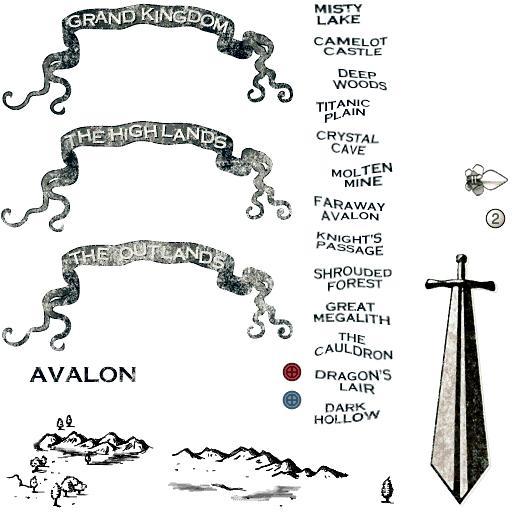 GRAND KINGDOM
THE HIGHLANDS
THE OUTLANDS
AVALON
MISTY
LAKE
CAMELOT
CASTLE
DEEP
WOODS
TITANIC
PLAIN
CRYSTAL
CAVE
MOLTEN
MINE
FARAWAY
AVALON
KNIGHT'S
PASSAGE
SHROUDED
FOREST
GREAT
MEGALITH
THE
CAULDRON
DRAGON'S
LAIR
DARK
HOLLOW
2